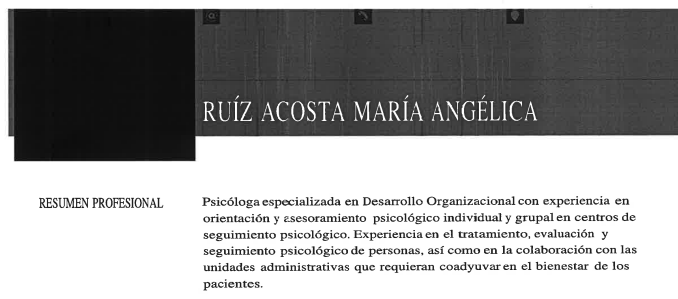 RUÍZ ACOSTA MARÍA ANGÉLICA
RESUMEN PROFESIONAL
Psicóloga especializada en Desarrollo Organizacional con experiencia en
orientación y asesoramiento psicológico individual y grupal en centros de
seguimiento psicológico. Experiencia en el tratamiento, evaluación y
seguimiento psicológico de personas, así como en la colaboración con las
unidades administrativas que requieran coadyuvar en el bienestar de los
pacientes.